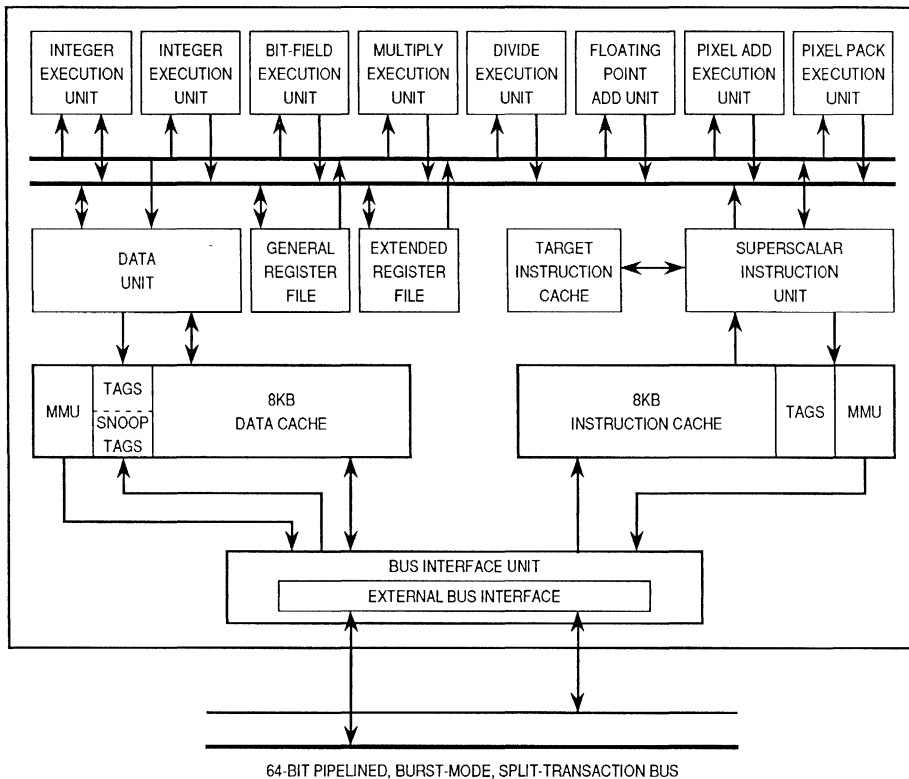 INTEGER
EXECUTION
UNIT
INTEGER
EXECUTION
UNIT
BIT-FIELD
EXECUTION
UNIT
MULTIPLY
EXECUTION
UNIT
DIVIDE
EXECUTION
UNIT
FLOATING
POINT
ADD UNIT
PIXEL ADD
EXECUTION
UNIT
PIXEL PACK
EXECUTION
UNIT
DATA
UNIT
GENERAL
REGISTER
FILE
EXTENDED
REGISTER
FILE
TARGET
INSTRUCTION
CACHE
SUPERSCALAR
INSTRUCTION
UNIT
MMU
TAGS
SNOOP
TAGS
8KB
DATA CACHE
8KB
INSTRUCTION CACHE
TAGS
MMU
BUS INTERFACE UNIT
EXTERNAL BUS INTERFACE
64-BIT PIPELINED, BURST-MODE, SPLIT-TRANSACTION BUS